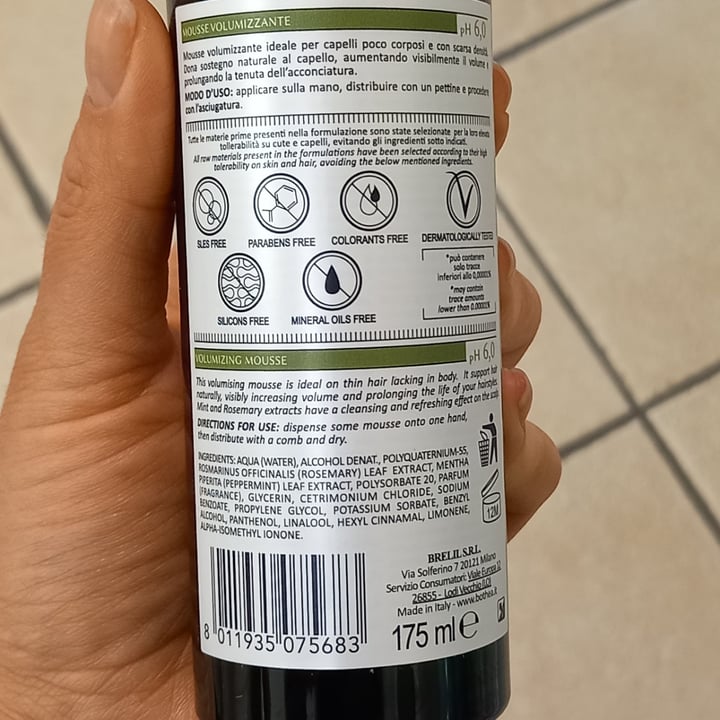 MOUSSE VOLUMIZZANTE pH 6,0
Mousse volumizzante ideale per capelli poco corposi e con scarsa densità.
Dona sostegno naturale al capello, aumentando visibilmente il volume e
prolungando la tenuta dell'acconciatura.
MODO D'USO: applicare sulla mano, distribuire con un pettine e procedere
con l'asciugatura.
Tutte le materie prime presenti nella formulazione sono state selezionate per la loro elevata
tollerabilità su cute e capelli, evitando gli ingredienti sotto indicati.
All raw materials present in the formulations have been selected according to their high
tolerability on skin and hair, avoiding the below mentioned ingredients.
SLES FREE
PARABENS FREE
COLORANTS FREE
DERMATOLOGICALLY TESTED
SILICONS FREE
MINERAL OILS FREE
*può contenere
solo tracce
inferiori allo 0,00001%
*may contain
trace amounts
lower than 0.00001%
VOLUMIZING MOUSSE pH 6,0
This volumising mousse is ideal on thin hair lacking in body. It support hair
naturally, visibly increasing volume and prolonging the life of your hairstyles.
Mint and Rosemary extracts have a cleansing and refreshing effect on the scalp.
DIRECTIONS FOR USE: dispense some mousse onto one hand,
then distribute with a comb and dry.
INGREDIENTS: AQUA (WATER), ALCOHOL DENAT., POLYQUATERNIUM-55,
ROSMARINUS OFFICINALIS (ROSEMARY) LEAF EXTRACT, MENTHA
PIPERITA (PEPPERMINT) LEAF EXTRACT, POLYSORBATE 20, PARFUM
(FRAGRANCE), GLYCERIN, CETRIMONIUM CHLORIDE, SODIUM
BENZOATE, PROPYLENE GLYCOL, POTASSIUM SORBATE, BENZYL
ALCOHOL, PANTHENOL, LINALOOL, HEXYL CINNAMAL, LIMONENE,
ALPHA-ISOMETHYL IONONE.
12M
BRELIL S.R.L.
Via Solferino 7 20121 Milano
Servizio Consumatori: Viale Europa 12
26855 - Lodi Vecchio (LO)
Made in Italy - www.bothea.it
8 011935 075683
175 ml e